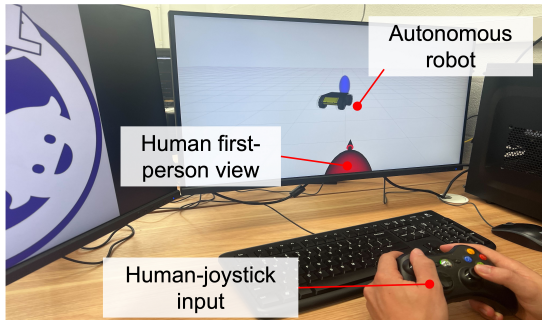 Autonomous
robot
Human first-
person view
Human-joystick
input